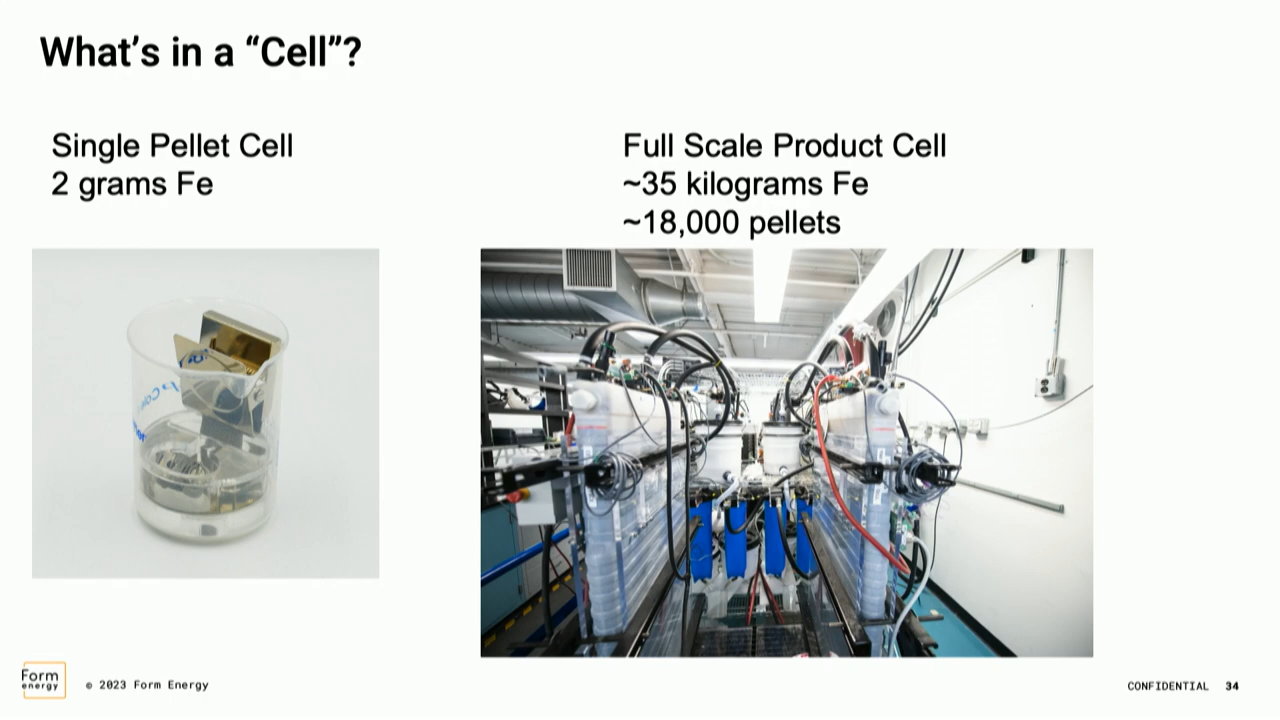 What's in a “Cell”?
Single Pellet Cell
2 grams Fe
Full Scale Product Cell
~35 kilograms Fe
~18,000 pellets
Form
energy
© 2023 Form Energy
CONFIDENTIAL 34